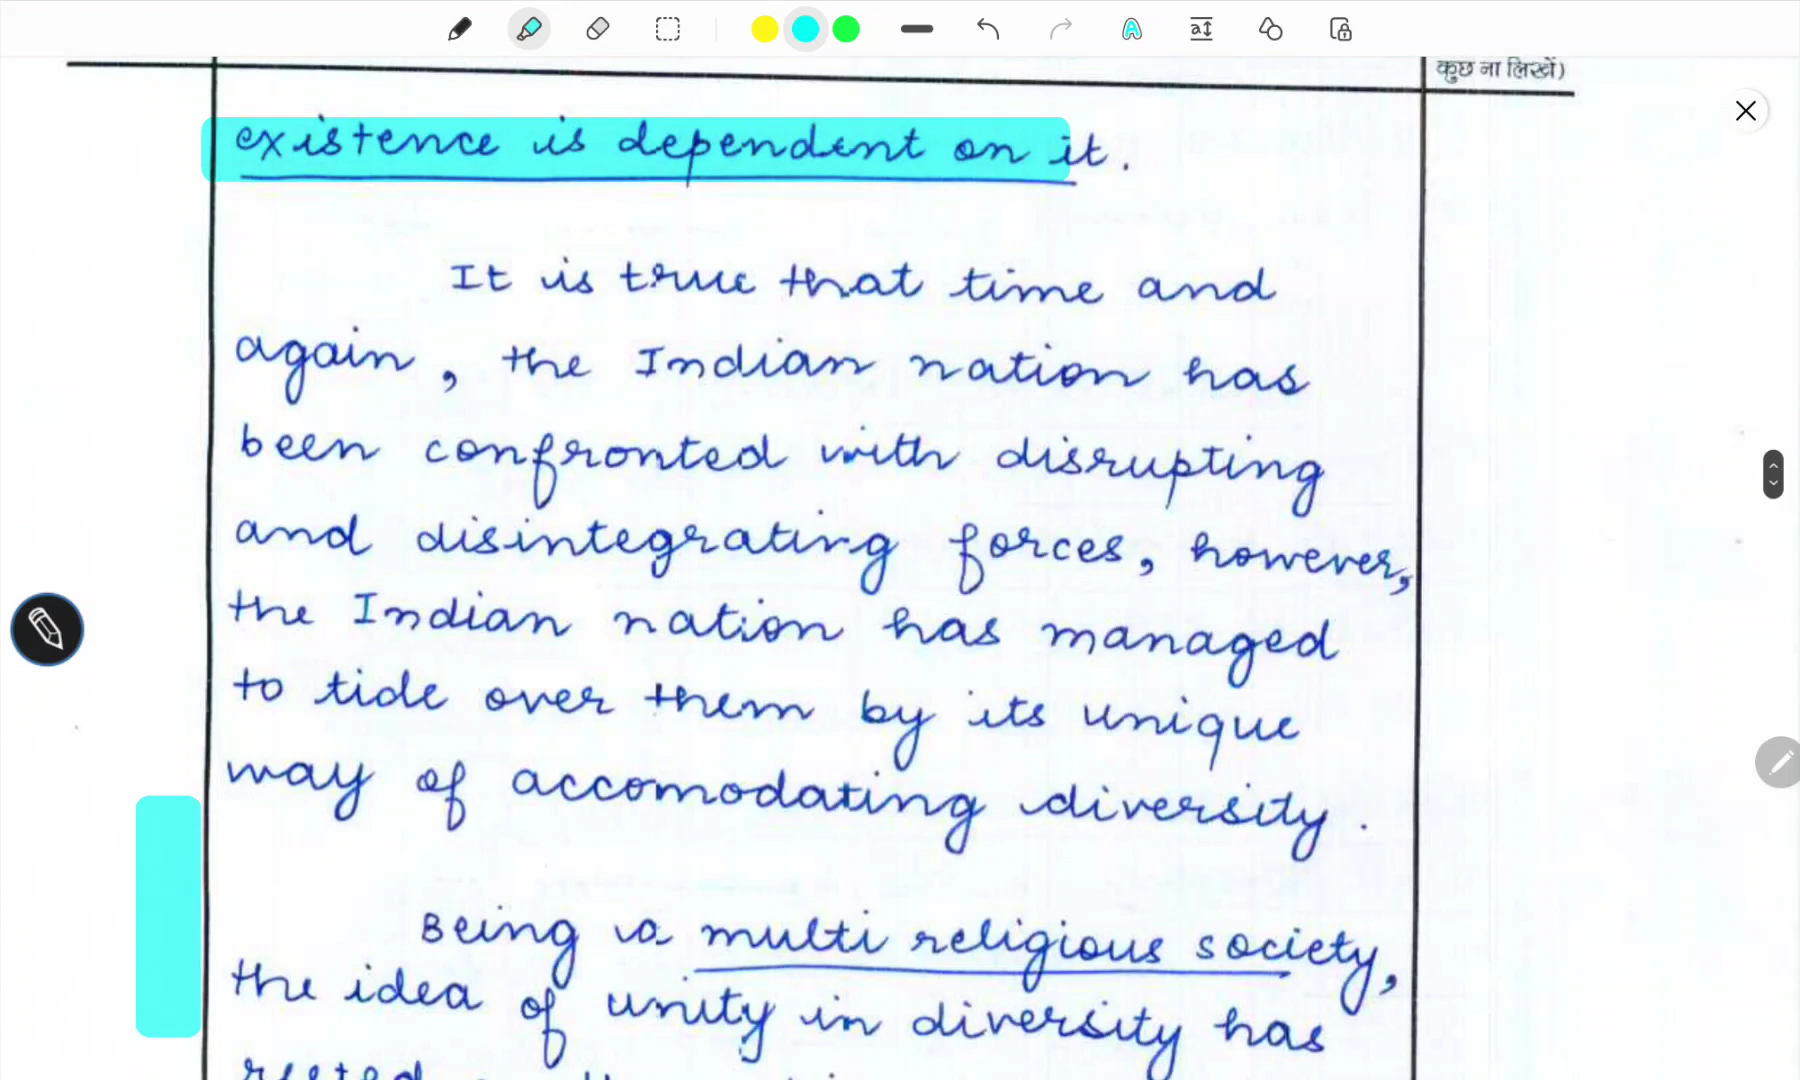 कुछ ना लिखें)
existence is dependent on it.
It is true that time and
again, the Indian nation has
been confronted with disrupting
and disintegrating forces, however,
the Indian nation has managed
to tide over them by its unique
way of accomodating diversity.
Being a multi religious society,
the idea of unity in diversity has